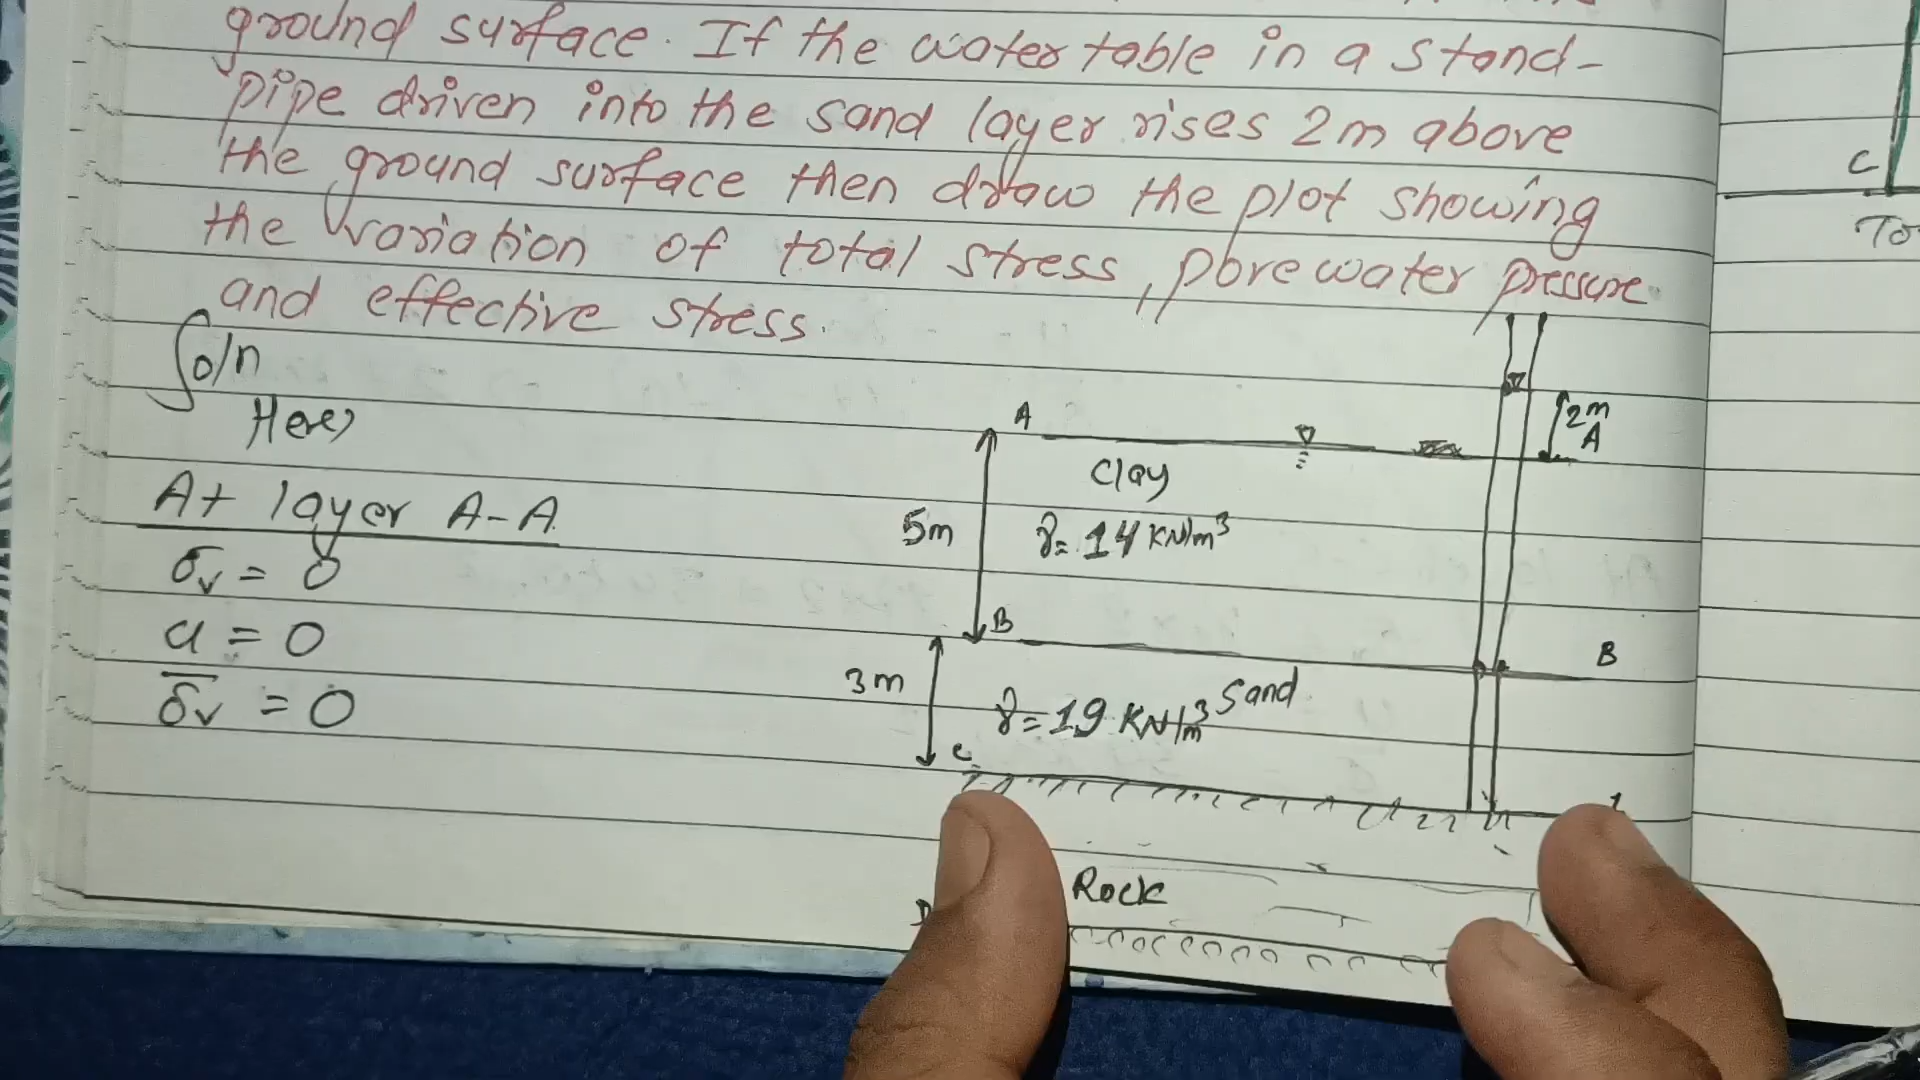 ground surface. If the water table in a stand-
pipe driven into the sand layer rises 2m above
the ground surface then draw the plot showing
the variation of total stress, pore water pressure
and effective stress.
Soln
Here,
At layer A-A
σv = 0
u = 0
σ̅v = 0
A
2m
A
Clay
5m
γ = 14 KN/m³
B
B
3m
γ = 19 KN/m³ Sand
C
Rock
D
C
To